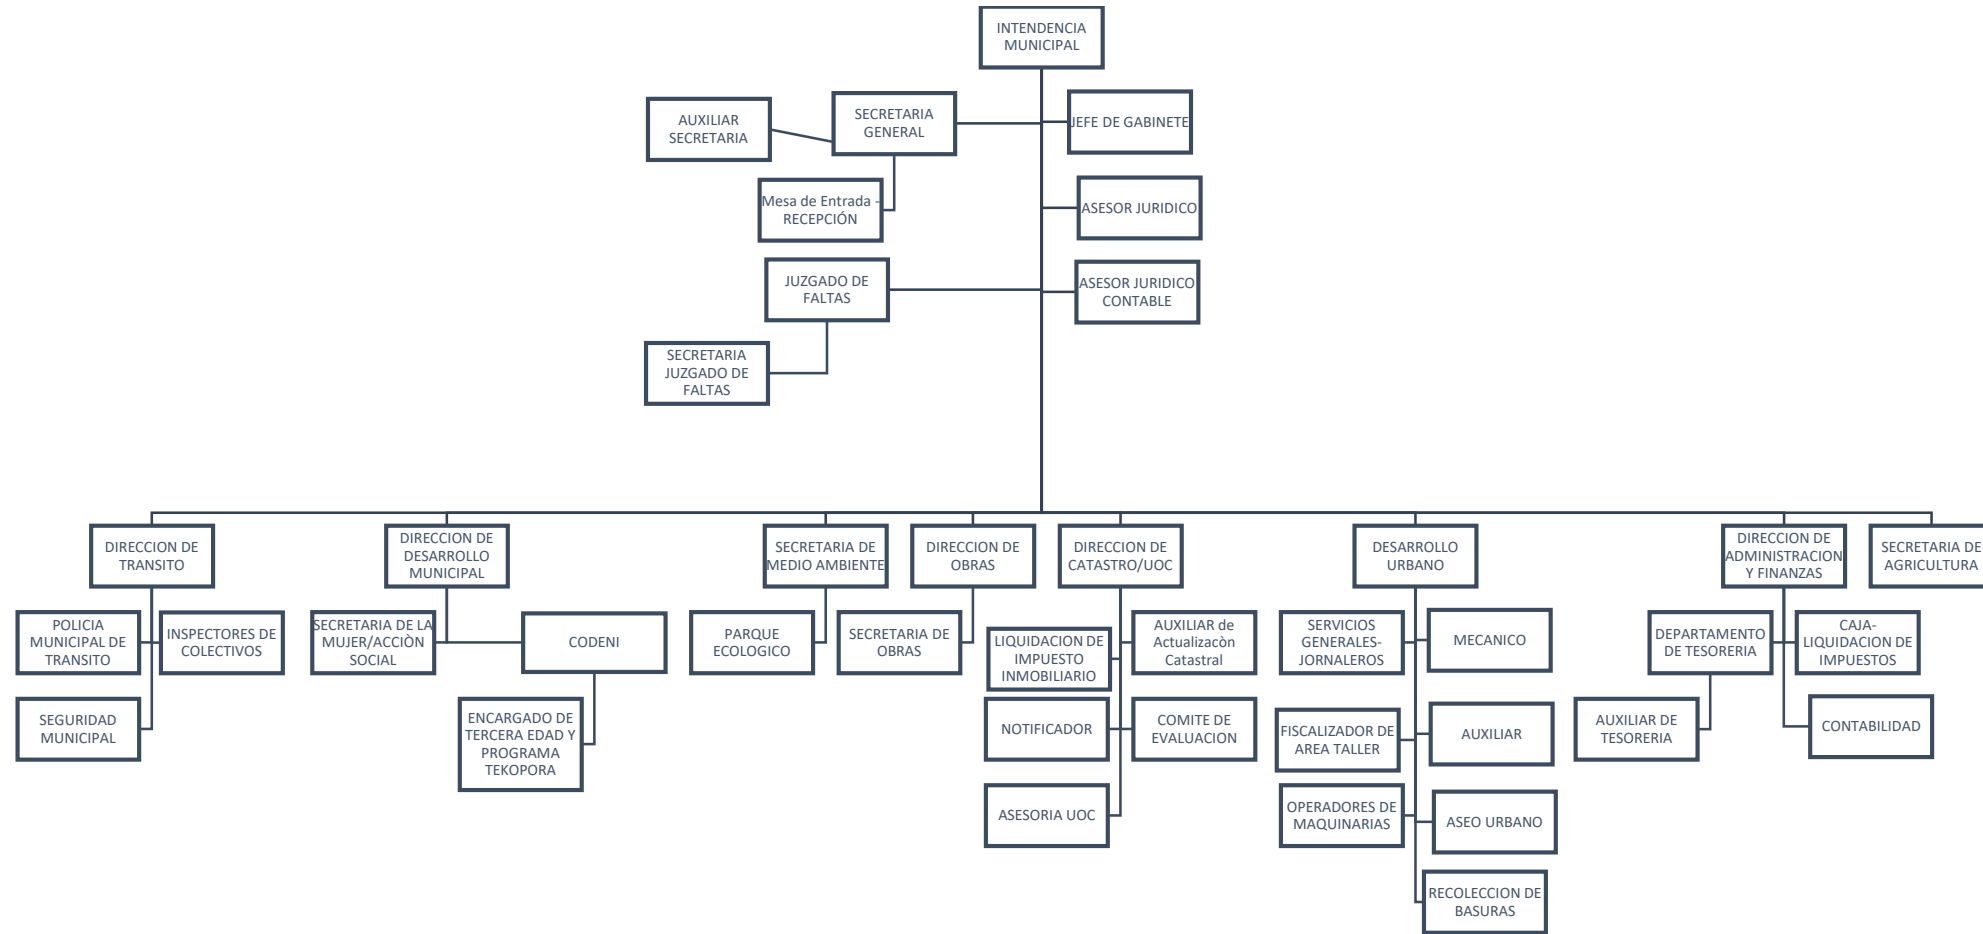 INTENDENCIA
MUNICIPAL
AUXILIAR
SECRETARIA
SECRETARIA
GENERAL
JEFE DE GABINETE
Mesa de Entrada -
RECEPCIÓN
ASESOR JURIDICO
JUZGADO DE
FALTAS
ASESOR JURIDICO
CONTABLE
SECRETARIA
JUZGADO DE
FALTAS
DIRECCION DE
TRANSITO
DIRECCION DE
DESARROLLO
MUNICIPAL
SECRETARIA DE
MEDIO AMBIENTE
DIRECCION DE
OBRAS
DIRECCION DE
CATASTRO/UOC
DESARROLLO
URBANO
DIRECCION DE
ADMINISTRACION
Y FINANZAS
SECRETARIA DE
AGRICULTURA
POLICIA
MUNICIPAL DE
TRANSITO
INSPECTORES DE
COLECTIVOS
SECRETARIA DE LA
MUJER/ACCIÒN
SOCIAL
CODENI
PARQUE
ECOLOGICO
SECRETARIA DE
OBRAS
LIQUIDACION DE
IMPUESTO
INMOBILIARIO
AUXILIAR de
Actualizacòn
Catastral
SERVICIOS
GENERALES-
JORNALEROS
MECANICO
DEPARTAMENTO
DE TESORERIA
CAJA-
LIQUIDACION DE
IMPUESTOS
SEGURIDAD
MUNICIPAL
ENCARGADO DE
TERCERA EDAD Y
PROGRAMA
TEKOPORA
NOTIFICADOR
COMITE DE
EVALUACION
FISCALIZADOR DE
AREA TALLER
AUXILIAR
AUXILIAR DE
TESORERIA
CONTABILIDAD
ASESORIA UOC
OPERADORES DE
MAQUINARIAS
ASEO URBANO
RECOLECCION DE
BASURAS